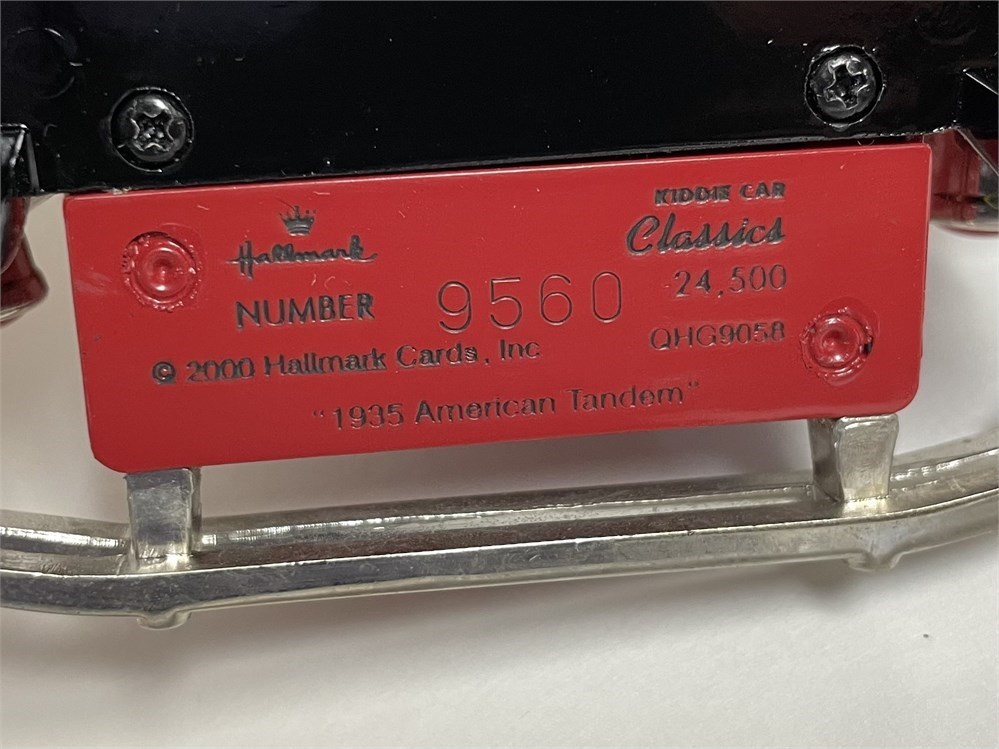 Hallmark
KIDDIE CAR
Classics
NUMBER 9560
24,500
© 2000 Hallmark Cards, Inc
QHG9058
"1935 American Tandem"